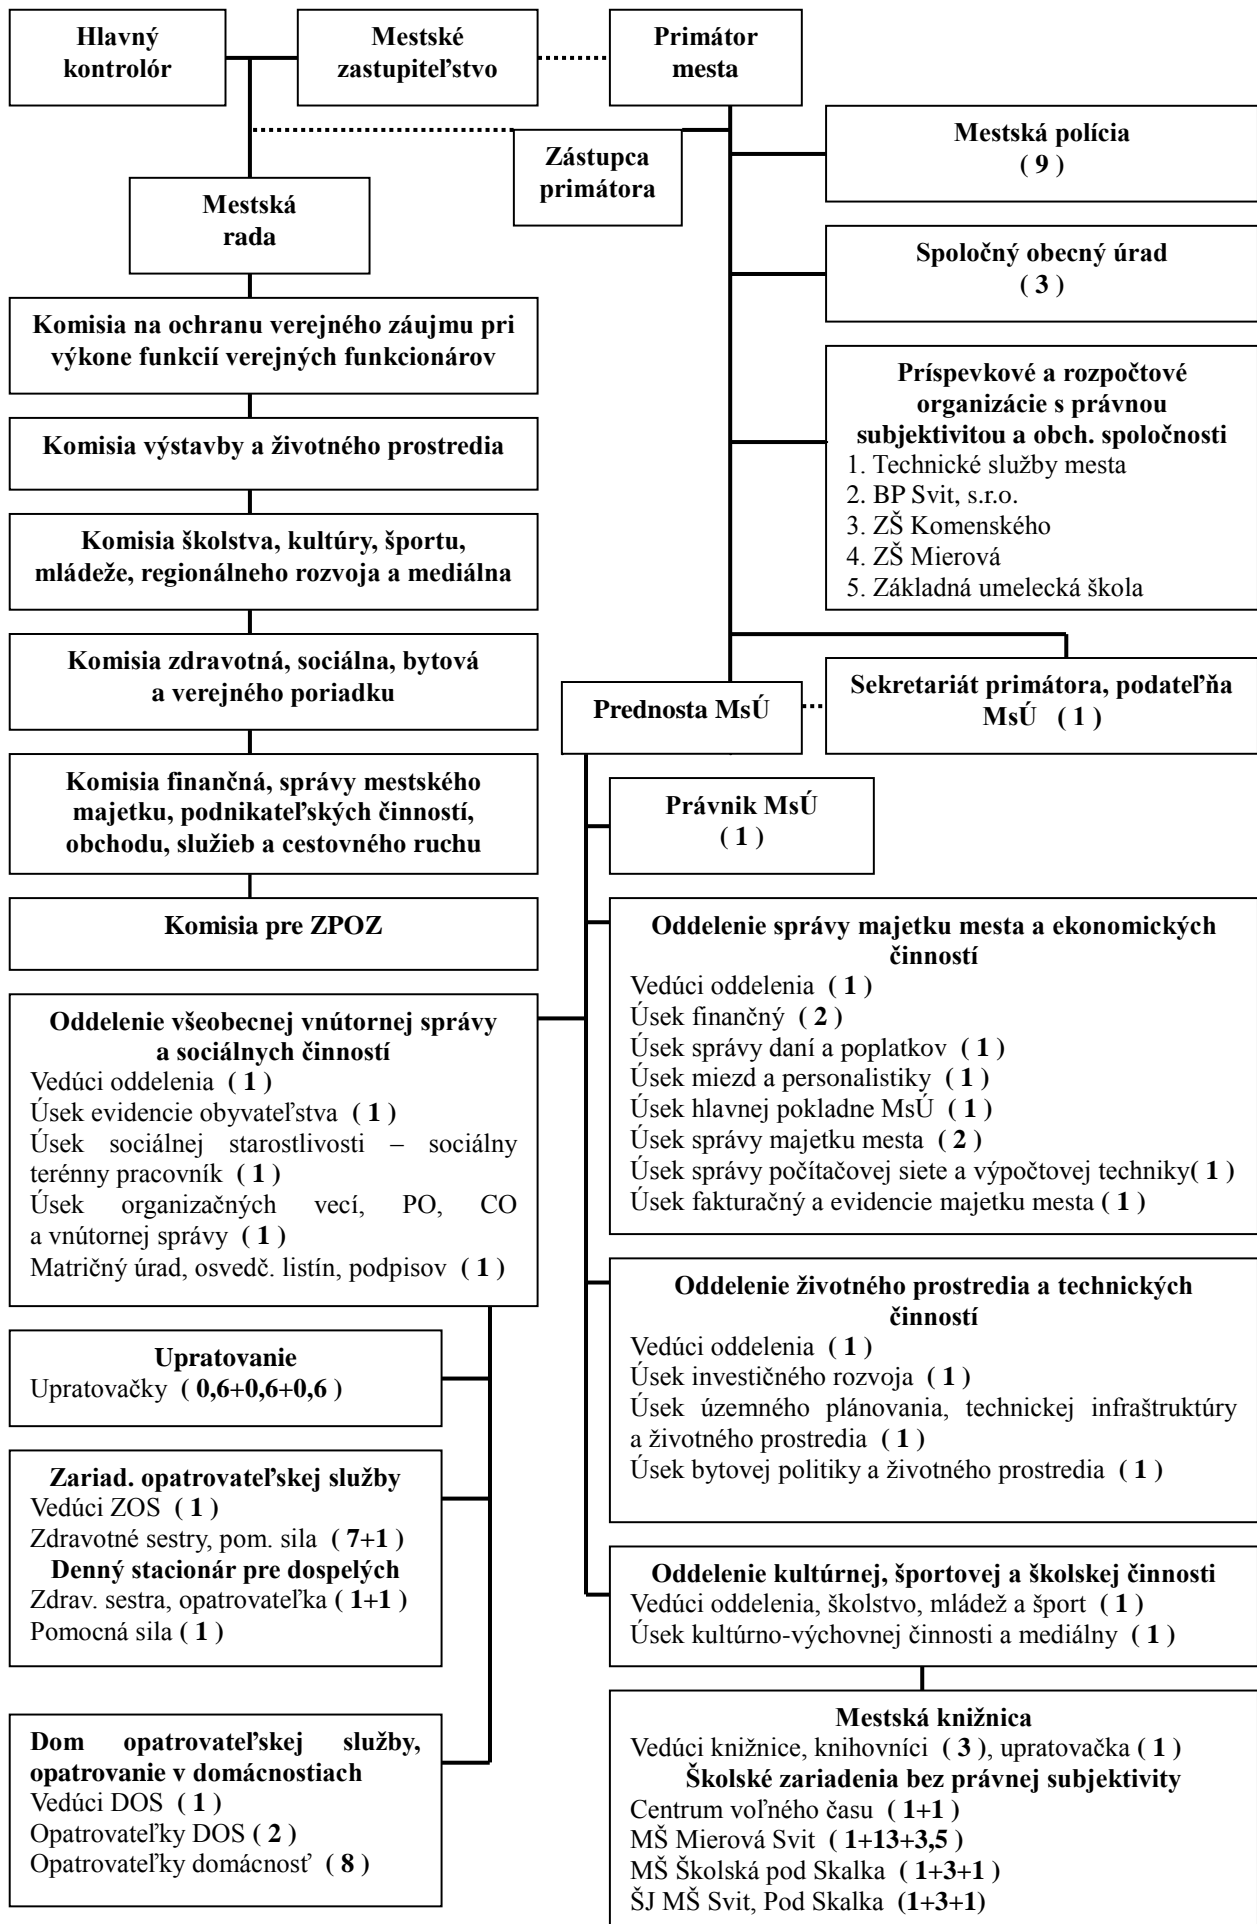 Hlavný
kontrolór
Mestské
zastupiteľstvo
Primátor
mesta
Zástupca
primátora
Mestská polícia
( 9 )
Mestská
rada
Spoločný obecný úrad
( 3 )
Komisia na ochranu verejného záujmu pri
výkone funkcií verejných funkcionárov
Príspevkové a rozpočtové
organizácie s právnou
subjektivitou a obch. spoločnosti
1. Technické služby mesta
2. BP Svit, s.r.o.
3. ZŠ Komenského
4. ZŠ Mierová
5. Základná umelecká škola
Komisia výstavby a životného prostredia
Komisia školstva, kultúry, športu,
mládeže, regionálneho rozvoja a mediálna
Komisia zdravotná, sociálna, bytová
a verejného poriadku
Prednosta MsÚ
Sekretariát primátora, podateľňa
MsÚ ( 1 )
Komisia finančná, správy mestského
majetku, podnikateľských činností,
obchodu, služieb a cestovného ruchu
Právnik MsÚ
( 1 )
Komisia pre ZPOZ
Oddelenie správy majetku mesta a ekonomických
činností
Vedúci oddelenia ( 1 )
Úsek finančný ( 2 )
Úsek správy daní a poplatkov ( 1 )
Úsek miezd a personalistiky ( 1 )
Úsek hlavnej pokladne MsÚ ( 1 )
Úsek správy majetku mesta ( 2 )
Úsek správy počítačovej siete a výpočtovej techniky( 1 )
Úsek fakturačný a evidencie majetku mesta ( 1 )
Oddelenie všeobecnej vnútornej správy
a sociálnych činností
Vedúci oddelenia ( 1 )
Úsek evidencie obyvateľstva ( 1 )
Úsek sociálnej starostlivosti – sociálny
terénny pracovník ( 1 )
Úsek organizačných vecí, PO, CO
a vnútornej správy ( 1 )
Matričný úrad, osvedč. listín, podpisov ( 1 )
Oddelenie životného prostredia a technických
činností
Vedúci oddelenia ( 1 )
Úsek investičného rozvoja ( 1 )
Úsek územného plánovania, technickej infraštruktúry
a životného prostredia ( 1 )
Úsek bytovej politiky a životného prostredia ( 1 )
Upratovanie
Upratovačky ( 0,6+0,6+0,6 )
Zariad. opatrovateľskej služby
Vedúci ZOS ( 1 )
Zdravotné sestry, pom. sila ( 7+1 )
Denný stacionár pre dospelých
Zdrav. sestra, opatrovateľka ( 1+1 )
Pomocná sila ( 1 )
Oddelenie kultúrnej, športovej a školskej činnosti
Vedúci oddelenia, školstvo, mládež a šport ( 1 )
Úsek kultúrno-výchovnej činnosti a mediálny ( 1 )
Dom opatrovateľskej služby,
opatrovanie v domácnostiach
Vedúci DOS ( 1 )
Opatrovateľky DOS ( 2 )
Opatrovateľky domácnosť ( 8 )
Mestská knižnica
Vedúci knižnice, knihovníci ( 3 ), upratovačka ( 1 )
Školské zariadenia bez právnej subjektivity
Centrum voľného času ( 1+1 )
MŠ Mierová Svit ( 1+13+3,5 )
MŠ Školská pod Skalka ( 1+3+1 )
ŠJ MŠ Svit, Pod Skalka (1+3+1)